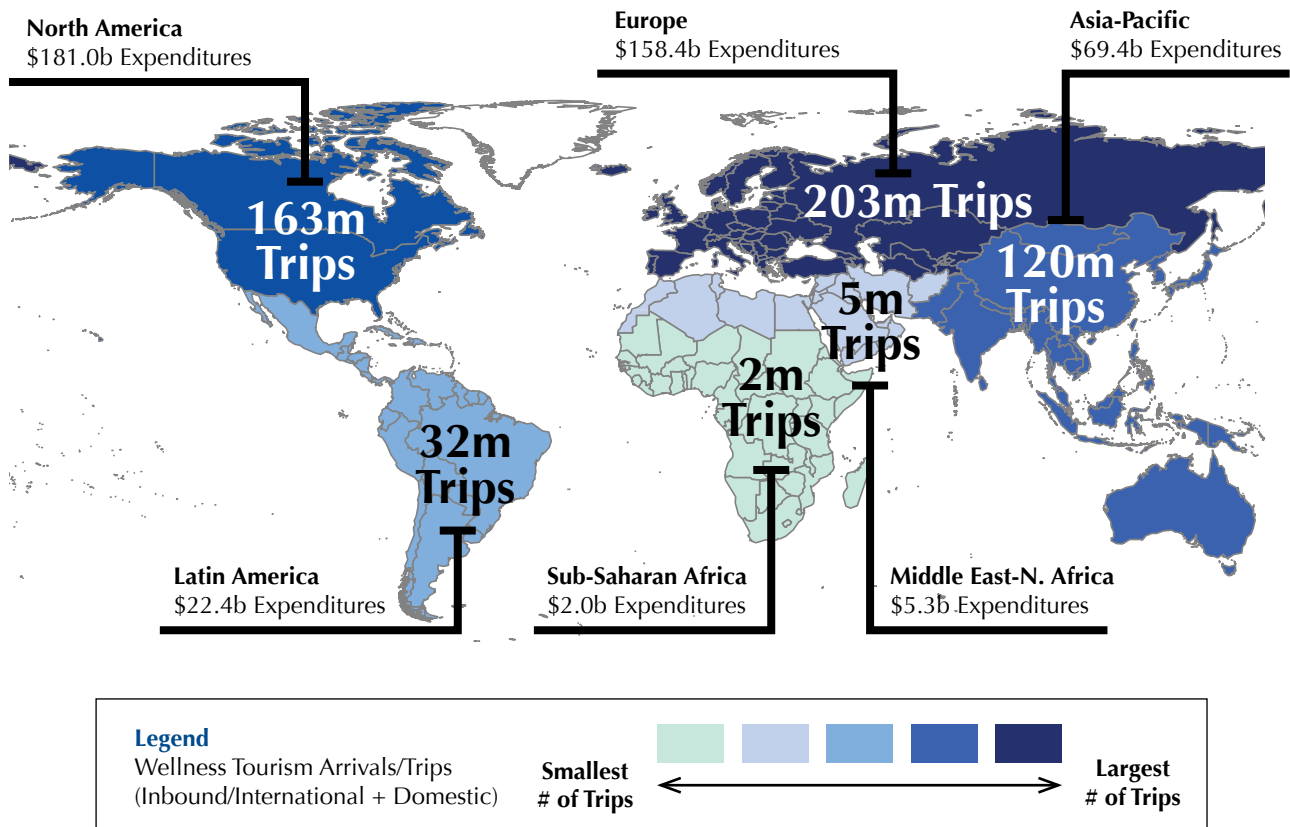 North America
$181.0b Expenditures
Europe
$158.4b Expenditures
Asia-Pacific
$69.4b Expenditures
163m
Trips
203m Trips
120m
Trips
5m
Trips
2m
Trips
32m
Trips
Latin America
$22.4b Expenditures
Sub-Saharan Africa
$2.0b Expenditures
Middle East-N. Africa
$5.3b Expenditures
Legend
Wellness Tourism Arrivals/Trips
(Inbound/International + Domestic)
Smallest
# of Trips
Largest
# of Trips